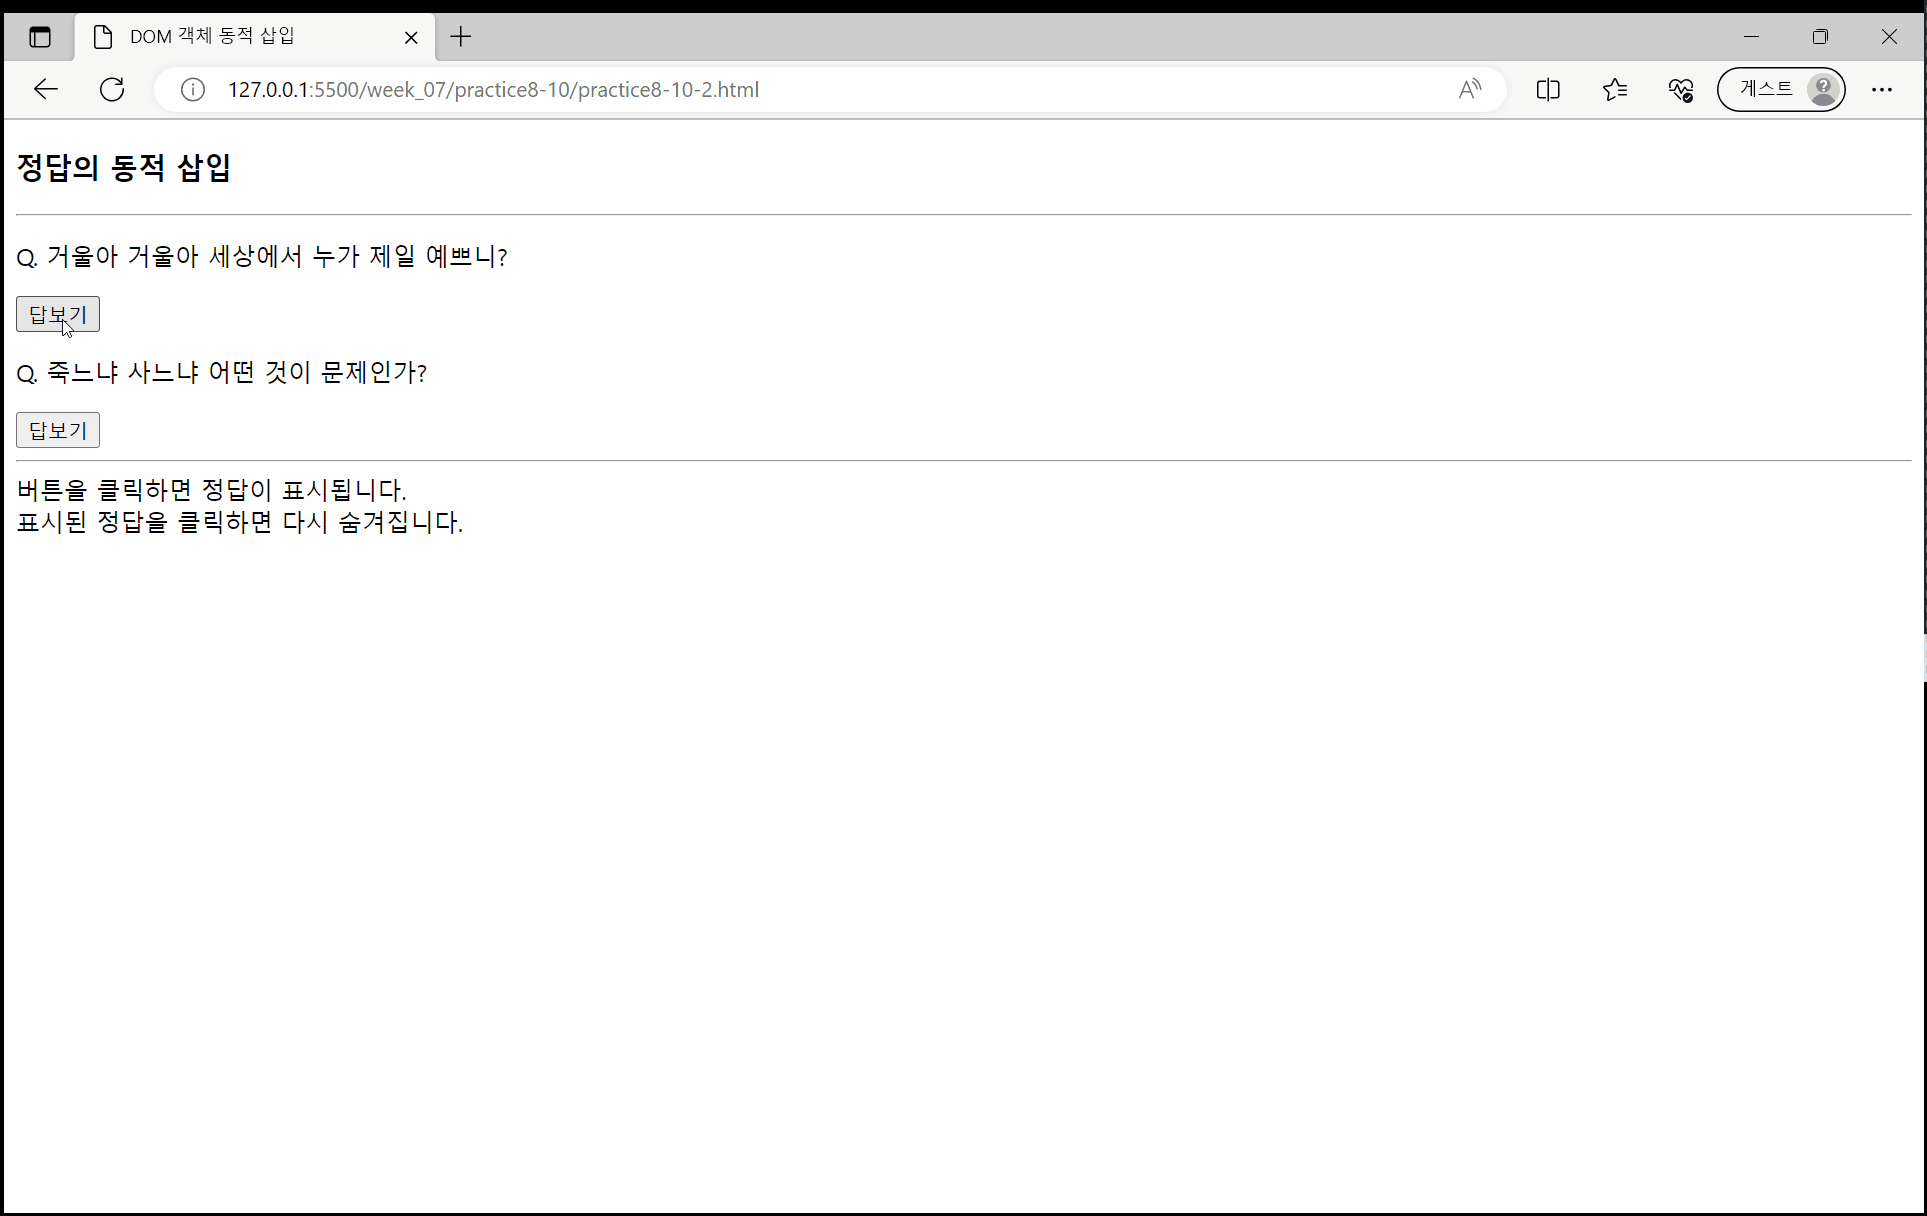 DOM 객체 동적 삽입
127.0.0.1:5500/week_07/practice8-10/practice8-10-2.html
게스트
정답의 동적 삽입
Q. 거울아 거울아 세상에서 누가 제일 예쁘니?
답보기
Q. 죽느냐 사느냐 어떤 것이 문제인가?
답보기
버튼을 클릭하면 정답이 표시됩니다.
표시된 정답을 클릭하면 다시 숨겨집니다.